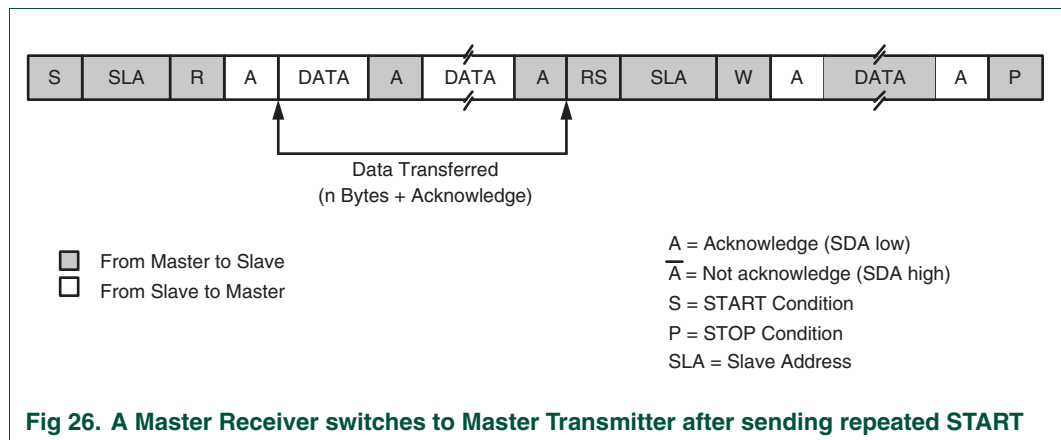 S SLA R A DATA A DATA A RS SLA W A DATA A P
Data Transferred
(n Bytes + Acknowledge)
From Master to Slave
From Slave to Master
A = Acknowledge (SDA low)
A̅ = Not acknowledge (SDA high)
S = START Condition
P = STOP Condition
SLA = Slave Address
Fig 26. A Master Receiver switches to Master Transmitter after sending repeated START